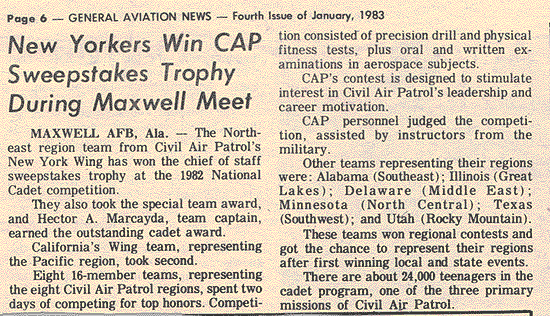 Page 6 — GENERAL AVIATION NEWS — Fourth Issue of January, 1983
New Yorkers Win CAP
Sweepstakes Trophy
During Maxwell Meet
MAXWELL AFB, Ala. — The North-
east region team from Civil Air Patrol's
New York Wing has won the chief of staff
sweepstakes trophy at the 1982 National
Cadet competition.
They also took the special team award,
and Hector A. Marcayda, team captain,
earned the outstanding cadet award.
California's Wing team, representing
the Pacific region, took second.
Eight 16-member teams, representing
the eight Civil Air Patrol regions, spent two
days of competing for top honors. Competi-
tion consisted of precision drill and physical
fitness tests, plus oral and written ex-
aminations in aerospace subjects.
CAP's contest is designed to stimulate
interest in Civil Air Patrol's leadership and
career motivation.
CAP personnel judged the competi-
tion, assisted by instructors from the
military.
Other teams representing their regions
were: Alabama (Southeast); Illinois (Great
Lakes); Delaware (Middle East);
Minnesota (North Central); Texas
(Southwest); and Utah (Rocky Mountain).
These teams won regional contests and
got the chance to represent their regions
after first winning local and state events.
There are about 24,000 teenagers in the
cadet program, one of the three primary
missions of Civil Air Patrol.